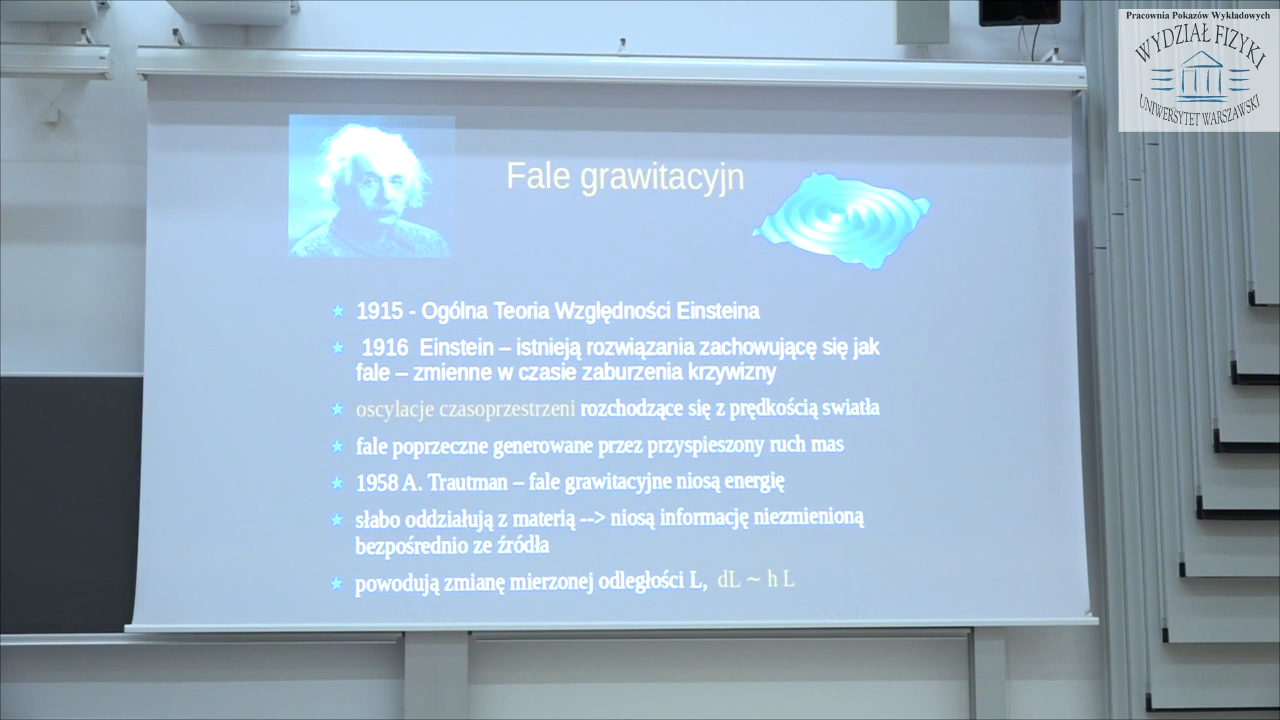 Pracownia Pokazów Wykładowych
WYDZIAŁ FIZYKI
UNIWERSYTET WARSZAWSKI
Fale grawitacyjn
1915 - Ogólna Teoria Względności Einsteina
1916 Einstein – istnieją rozwiązania zachowującę się jak
fale – zmienne w czasie zaburzenia krzywizny
oscylacje czasoprzestrzeni rozchodzące się z prędkością swiatła
fale poprzeczne generowane przez przyspieszony ruch mas
1958 A. Trautman – fale grawitacyjne niosą energię
słabo oddziałują z materią --> niosą informację niezmienioną
bezpośrednio ze źródła
powodują zmianę mierzonej odległości L, dL ~ h L